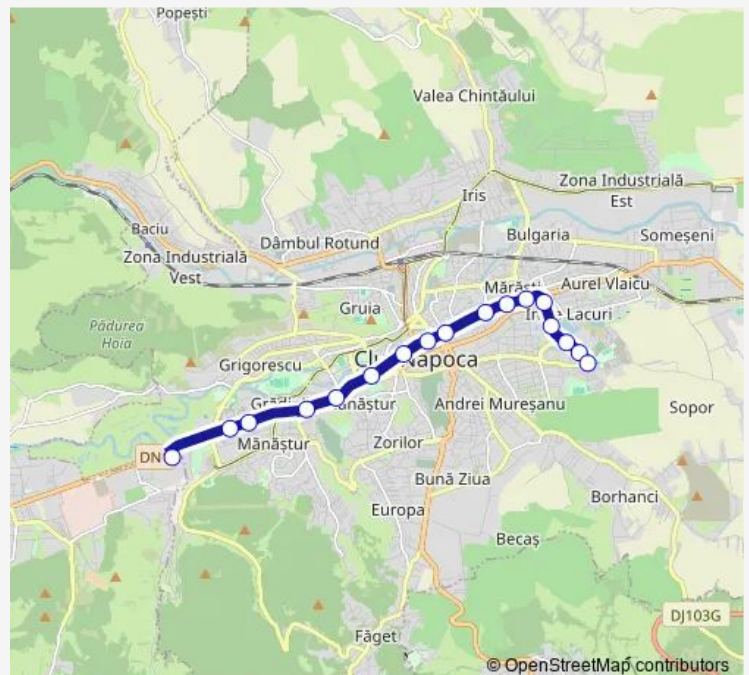 Popești
Valea Chintăului
Zona Industrială
Est
Iris
Baciu
Bulgaria
Someșeni
Dâmbul Rotund
Zona Industrială
Vest
Mărăști
Aurel Vlaicu
Gruia
Lacuri
Pădurea
Hoia
Grigorescu
Napoca
Andrei Mureșanu
Sopor
Mănăștur
Zorilor
DN
Bună Ziua
Borhanci
Europa
Becaș
DJ103G
Făget
© OpenStreetMap contributors